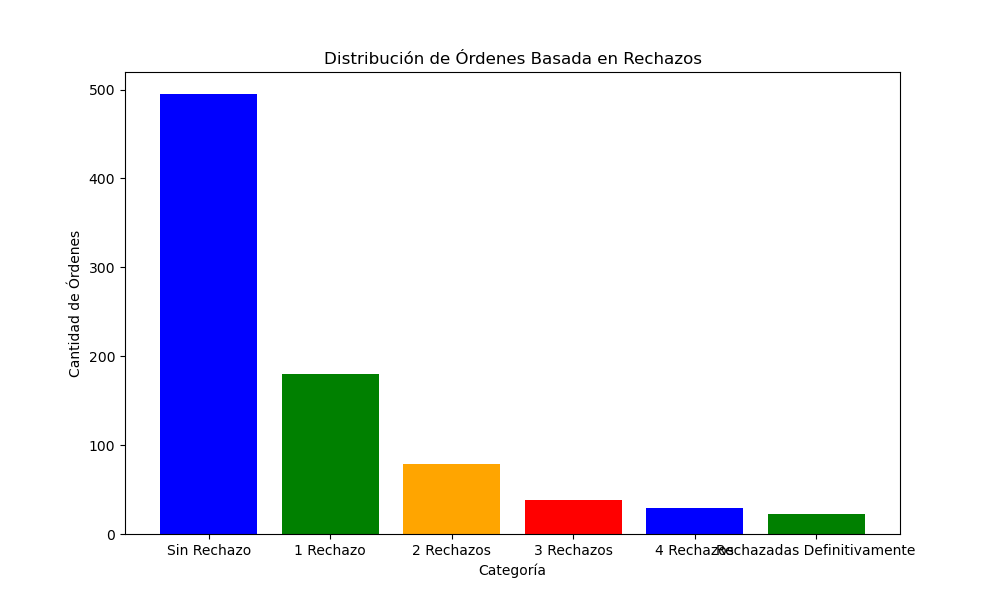 Distribución de Órdenes Basada en Rechazos
500
400
300
200
100
0
Cantidad de Órdenes
Sin Rechazo 1 Rechazo 2 Rechazos 3 Rechazos 4 Rechazos Rechazadas Definitivamente
Categoría